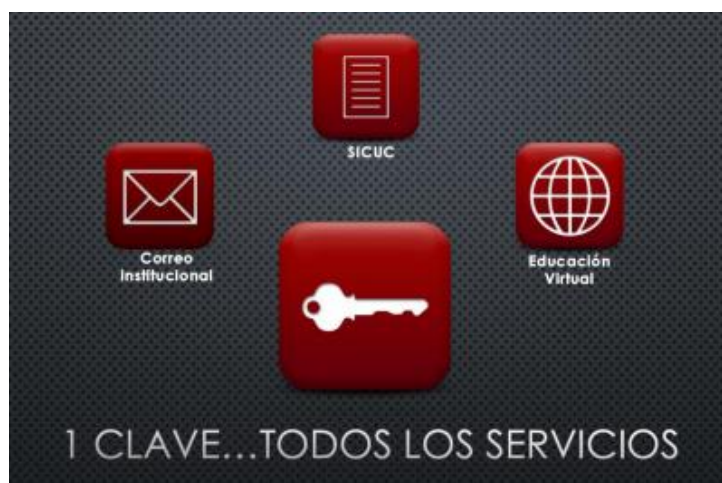 SICUC
Correo
Institucional
Educación
Virtual
1 CLAVE...TODOS LOS SERVICIOS